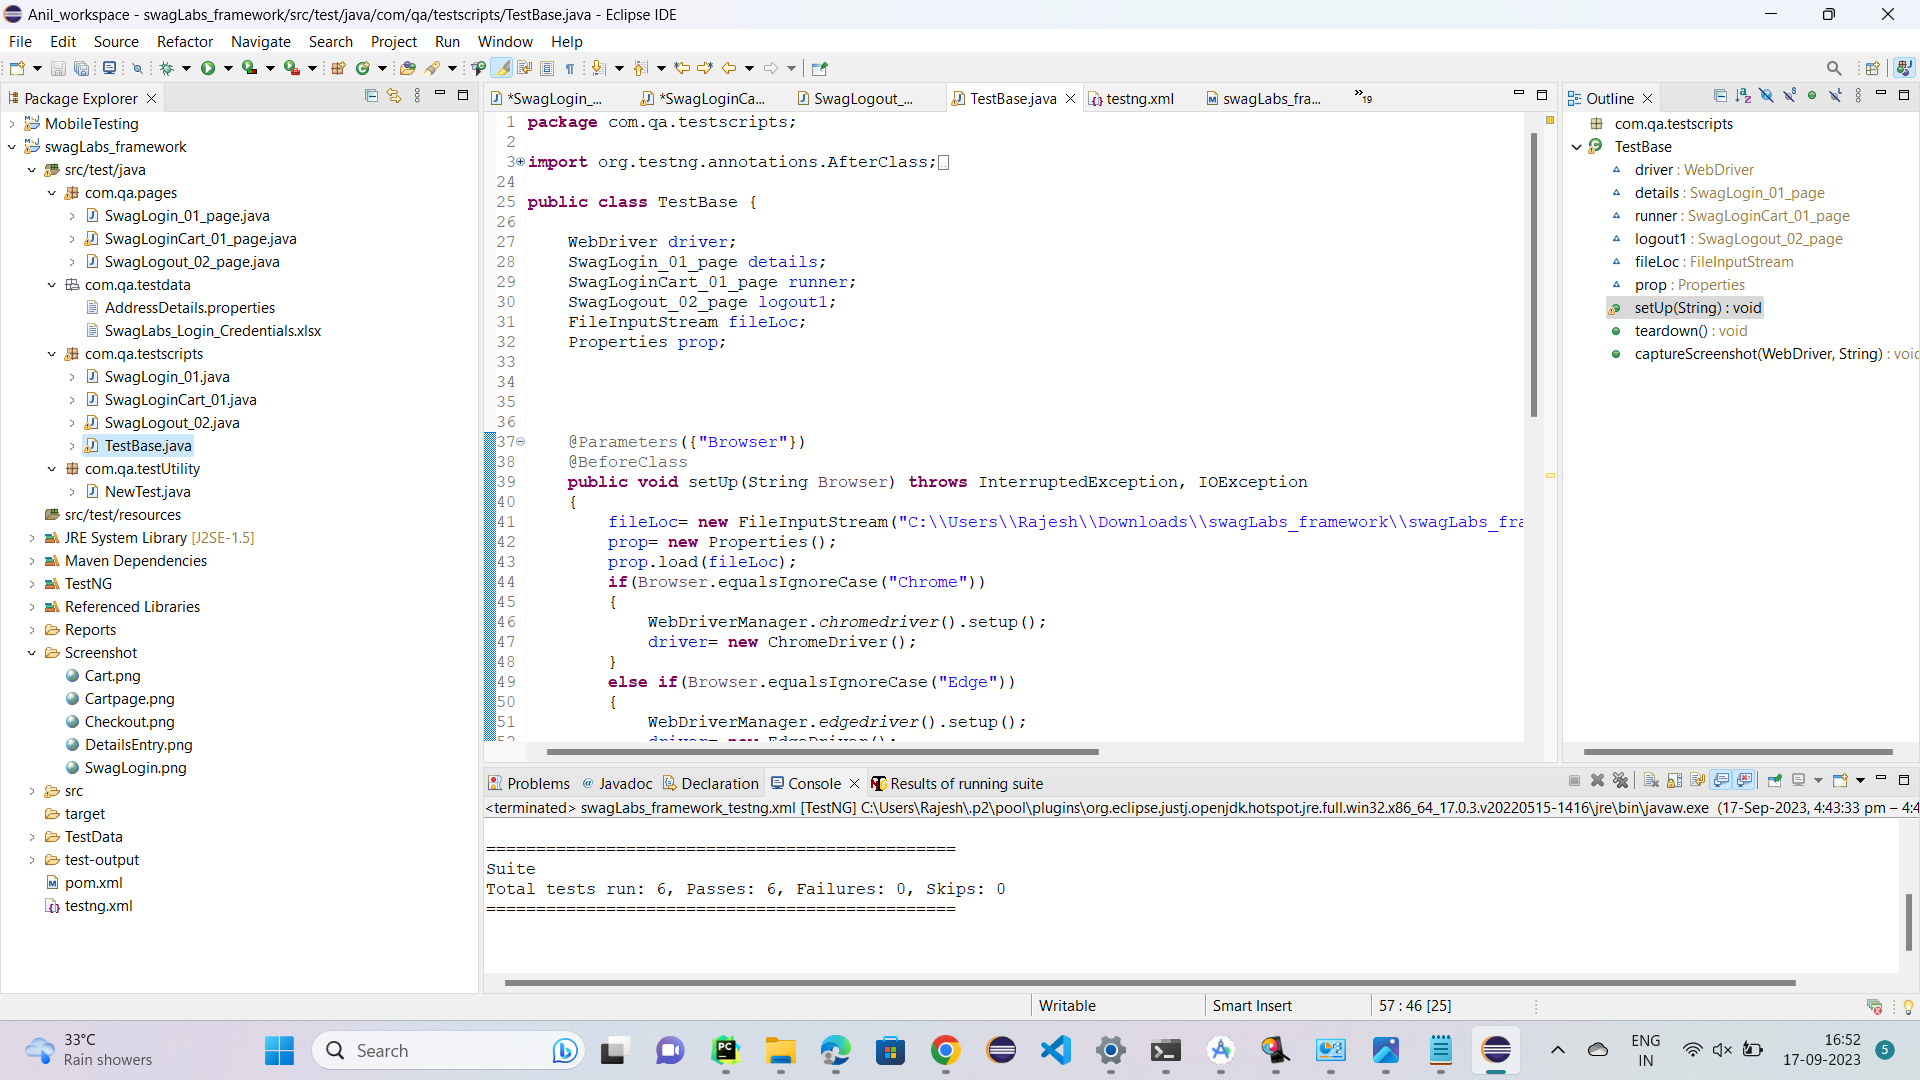 Anil_workspace - swagLabs_framework/src/test/java/com/qa/testscripts/TestBase.java - Eclipse IDE
File Edit Source Refactor Navigate Search Project Run Window Help
Package Explorer
MobileTesting
swagLabs_framework
src/test/java
com.qa.pages
SwagLogin_01_page.java
SwagLoginCart_01_page.java
SwagLogout_02_page.java
com.qa.testdata
AddressDetails.properties
SwagLabs_Login_Credentials.xlsx
com.qa.testscripts
SwagLogin_01.java
SwagLoginCart_01.java
SwagLogout_02.java
TestBase.java
com.qa.testUtility
NewTest.java
src/test/resources
JRE System Library [J2SE-1.5]
Maven Dependencies
TestNG
Referenced Libraries
Reports
Screenshot
Cart.png
Cartpage.png
Checkout.png
DetailsEntry.png
SwagLogin.png
src
target
TestData
test-output
pom.xml
testng.xml
*SwagLogin_... *SwagLoginCa... SwagLogout_... TestBase.java testng.xml swagLabs_fra... »19
1 package com.qa.testscripts;
2
3 import org.testng.annotations.AfterClass;
24
25 public class TestBase {
26
27 WebDriver driver;
28 SwagLogin_01_page details;
29 SwagLoginCart_01_page runner;
30 SwagLogout_02_page logout1;
31 FileInputStream fileLoc;
32 Properties prop;
33
34
35
36
37 @Parameters({"Browser"})
38 @BeforeClass
39 public void setUp(String Browser) throws InterruptedException, IOException
40 {
41 fileLoc= new FileInputStream("C:\\Users\\Rajesh\\Downloads\\swagLabs_framework\\swagLabs_fra
42 prop= new Properties();
43 prop.load(fileLoc);
44 if(Browser.equalsIgnoreCase("Chrome"))
45 {
46 WebDriverManager.chromedriver().setup();
47 driver= new ChromeDriver();
48 }
49 else if(Browser.equalsIgnoreCase("Edge"))
50 {
51 WebDriverManager.edgedriver().setup();
52 driver= new EdgeDriver();
Outline
com.qa.testscripts
TestBase
driver : WebDriver
details : SwagLogin_01_page
runner : SwagLoginCart_01_page
logout1 : SwagLogout_02_page
fileLoc : FileInputStream
prop : Properties
setUp(String) : void
teardown() : void
captureScreenshot(WebDriver, String) : voic
Problems Javadoc Declaration Console Results of running suite
<terminated> swagLabs_framework_testng.xml [TestNG] C:\Users\Rajesh\.p2\pool\plugins\org.eclipse.justj.openjdk.hotspot.jre.full.win32.x86_64_17.0.3.v20220515-1416\jre\bin\javaw.exe (17-Sep-2023, 4:43:33 pm – 4:4
===============================================
Suite
Total tests run: 6, Passes: 6, Failures: 0, Skips: 0
===============================================
Writable Smart Insert 57 : 46 [25]
33°C
Rain showers
Search
ENG
IN
16:52
17-09-2023
5